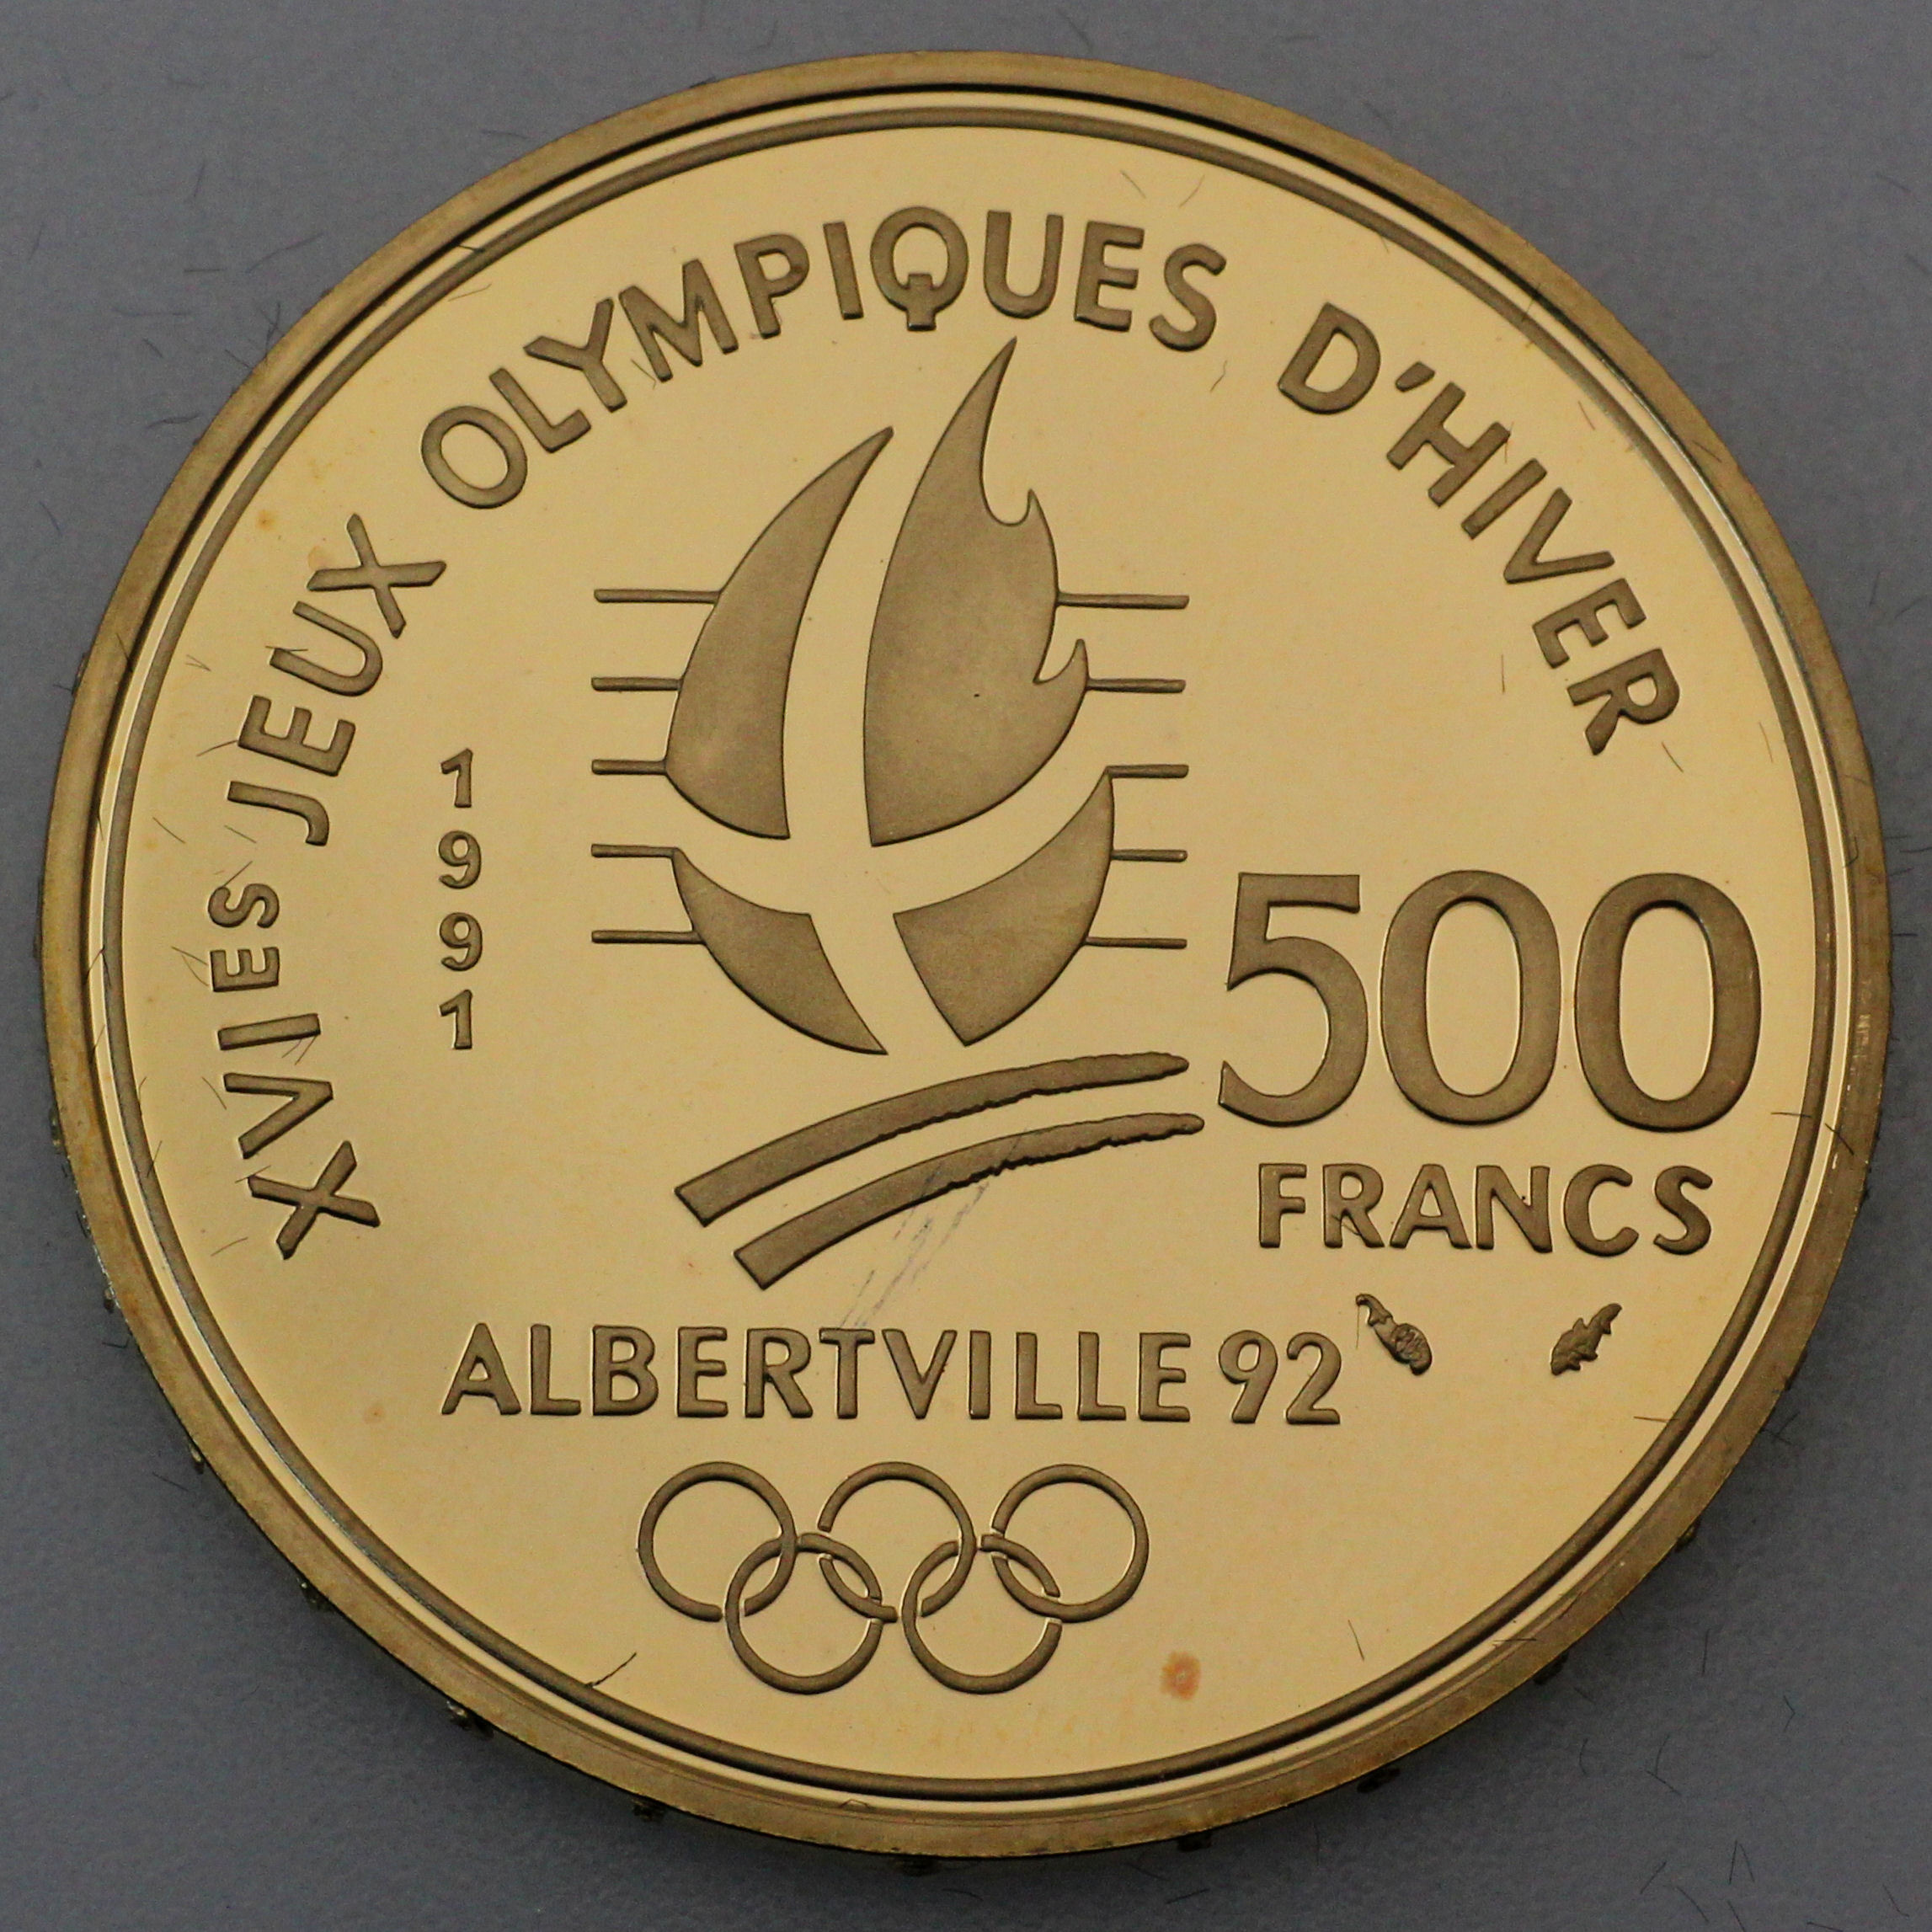 XVIES JEUX OLYMPIQUES D'HIVER
1991
500
FRANCS
ALBERTVILLE 92